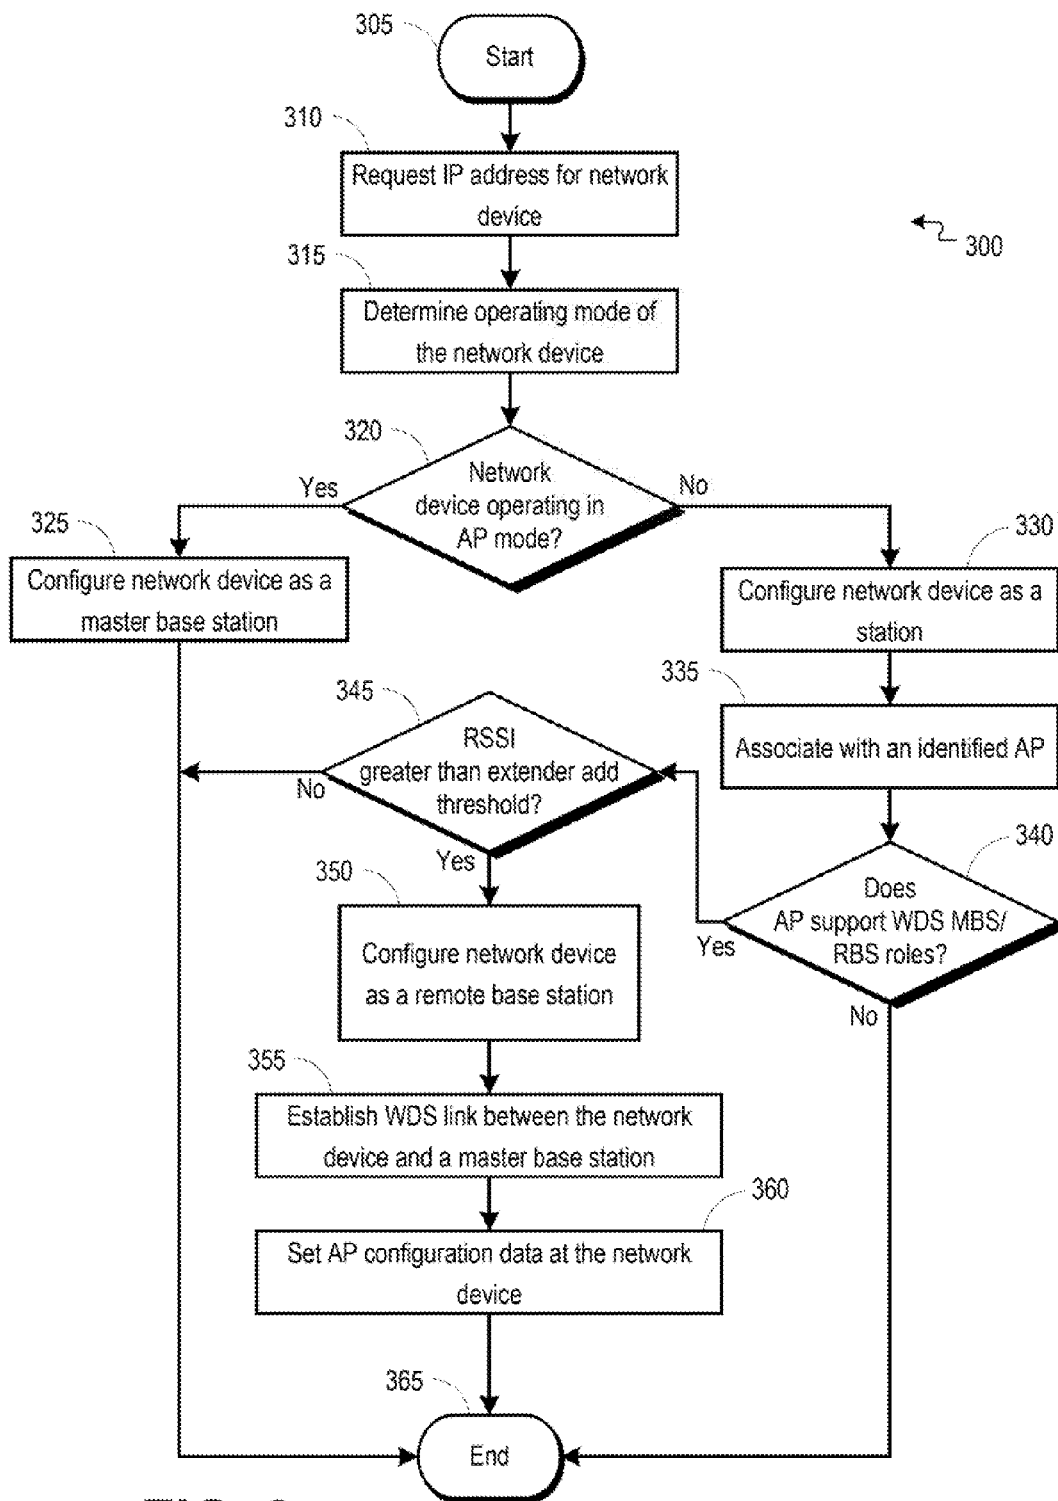 305
Start
310
Request IP address for network
device
300
315
Determine operating mode of
the network device
320
Network
device operating in
AP mode?
Yes
No
325
Configure network device as a
master base station
330
Configure network device as a
station
335
Associate with an identified AP
345
RSSI
greater than extender add
threshold?
No
Yes
340
Does
AP support WDS MBS/
RBS roles?
Yes
No
350
Configure network device
as a remote base station
355
Establish WDS link between the network
device and a master base station
360
Set AP configuration data at the network
device
365
End